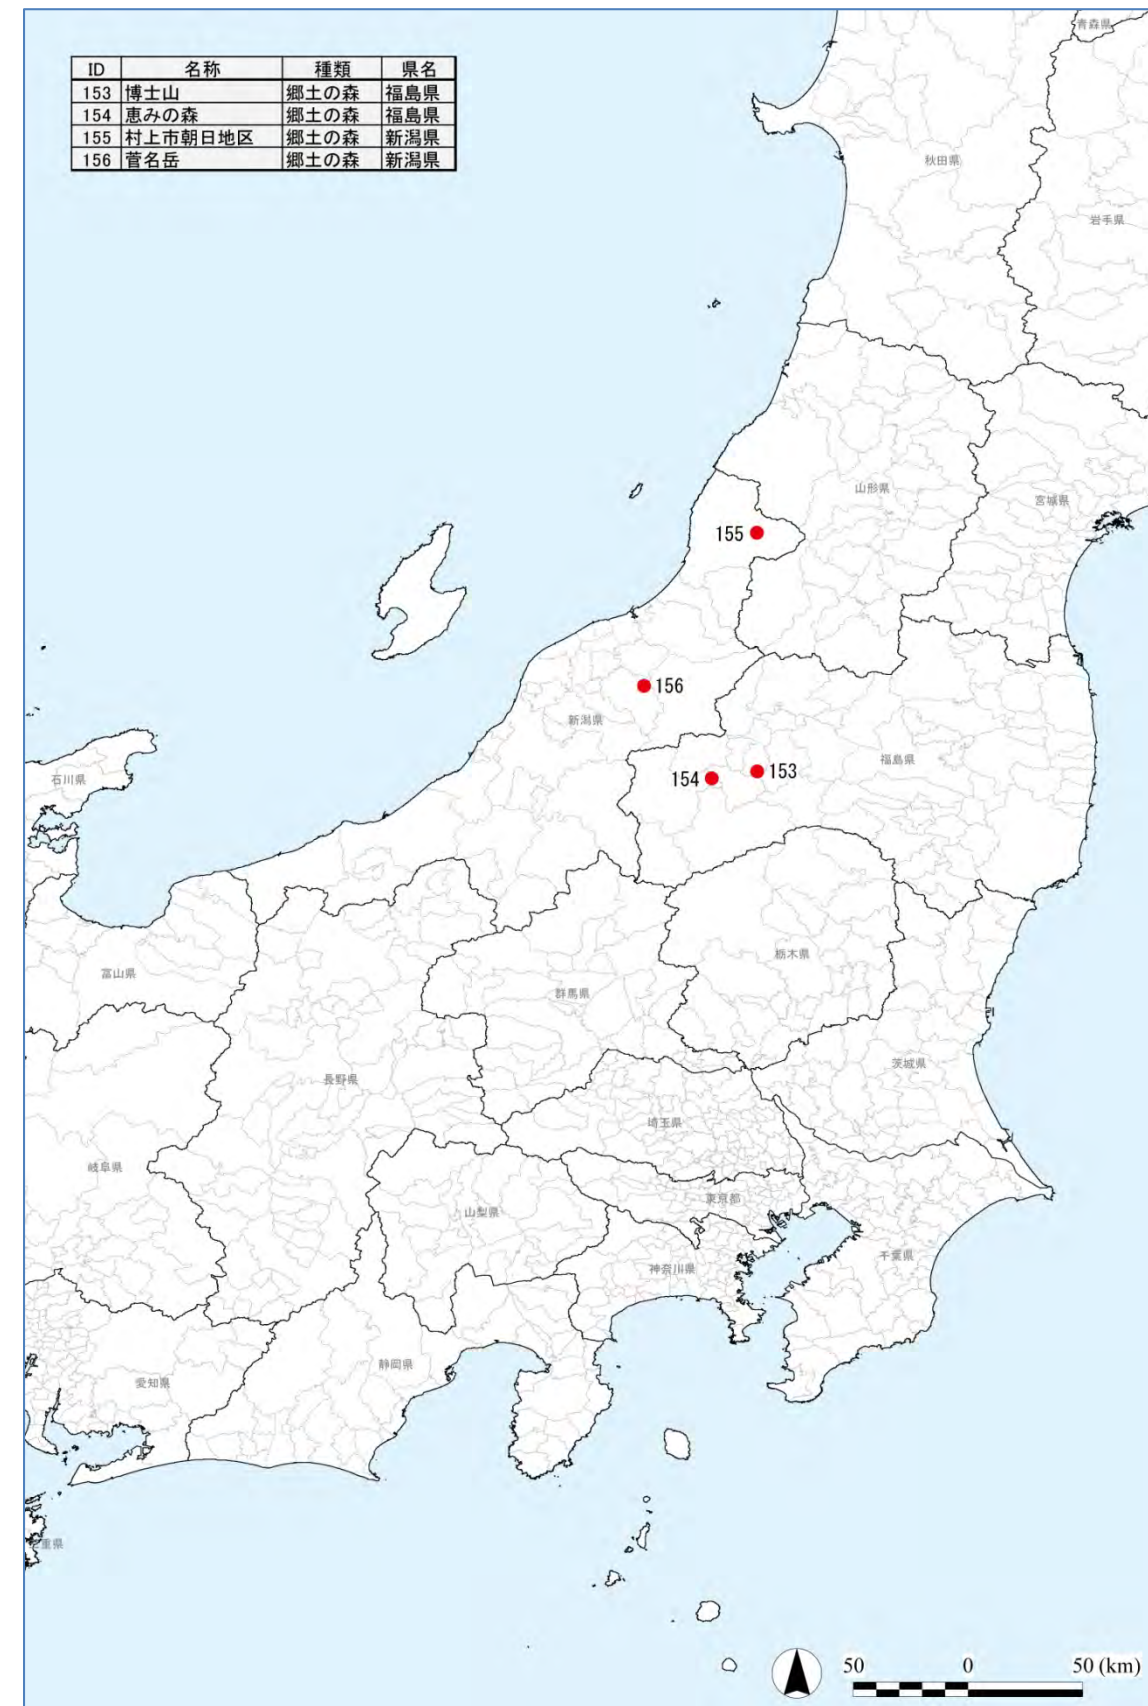 ID 名称 種類 県名
153 博士山 郷土の森 福島県
154 恵みの森 郷土の森 福島県
155 村上市朝日地区 郷土の森 新潟県
156 菅名岳 郷土の森 新潟県
青森県
秋田県
岩手県
山形県
宮城県
155
156
新潟県
福島県
154
153
石川県
富山県
群馬県
栃木県
長野県
茨城県
埼玉県
岐阜県
東京都
山梨県
千葉県
神奈川県
静岡県
愛知県
重県
50 0 50 (km)